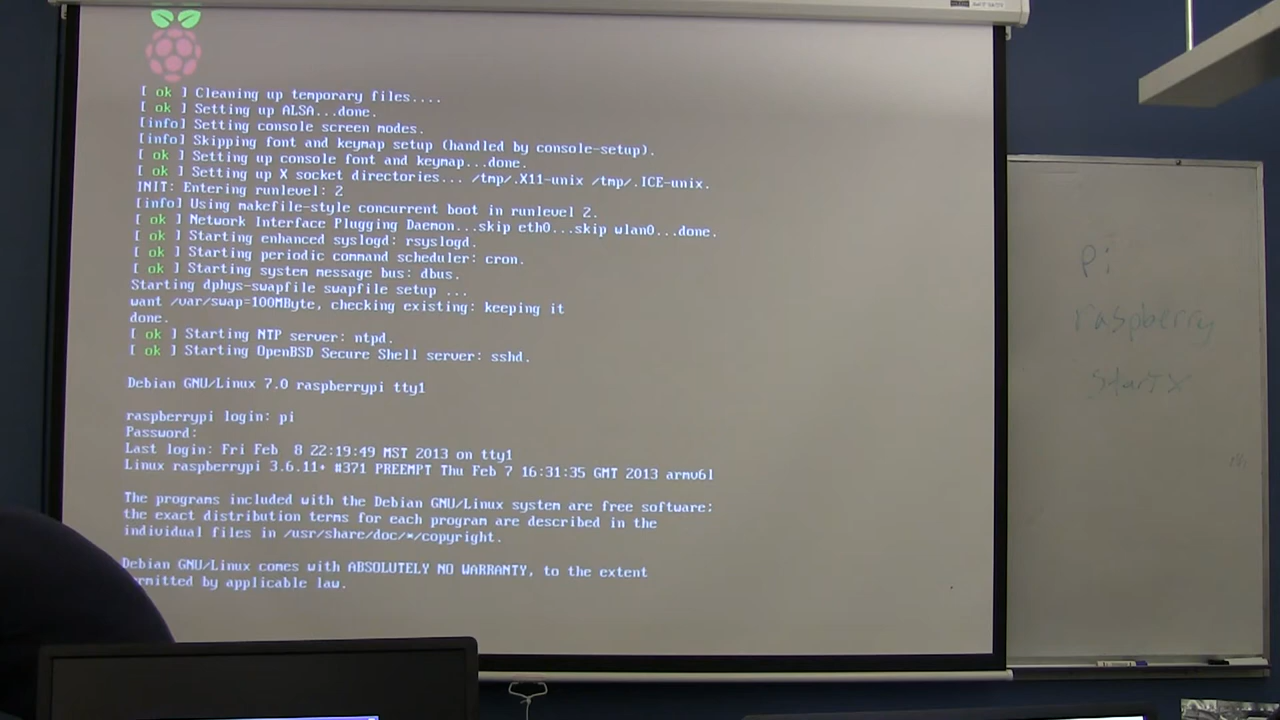 [ ok ] Cleaning up temporary files....
[ ok ] Setting up ALSA...done.
[info] Setting console screen modes.
[info] Skipping font and keymap setup (handled by console-setup).
[ ok ] Setting up console font and keymap...done.
[ ok ] Setting up X socket directories... /tmp/.X11-unix /tmp/.ICE-unix.
INIT: Entering runlevel: 2
[info] Using makefile-style concurrent boot in runlevel 2.
[ ok ] Network Interface Plugging Daemon...skip eth0...skip wlan0...done.
[ ok ] Starting enhanced syslogd: rsyslogd.
[ ok ] Starting periodic command scheduler: cron.
[ ok ] Starting system message bus: dbus.
Starting dphys-swapfile swapfile setup ...
want /var/swap=100MByte, checking existing: keeping it
done.
[ ok ] Starting NTP server: ntpd.
[ ok ] Starting OpenBSD Secure Shell server: sshd.
Debian GNU/Linux 7.0 raspberrypi tty1
raspberrypi login: pi
Password:
Last login: Fri Feb  8 22:19:49 MST 2013 on tty1
Linux raspberrypi 3.6.11+ #371 PREEMPT Thu Feb 7 16:31:35 GMT 2013 armv6l
The programs included with the Debian GNU/Linux system are free software;
the exact distribution terms for each program are described in the
individual files in /usr/share/doc/*/copyright.
Debian GNU/Linux comes with ABSOLUTELY NO WARRANTY, to the extent
rmitted by applicable law.
Pi
raspberry
startx